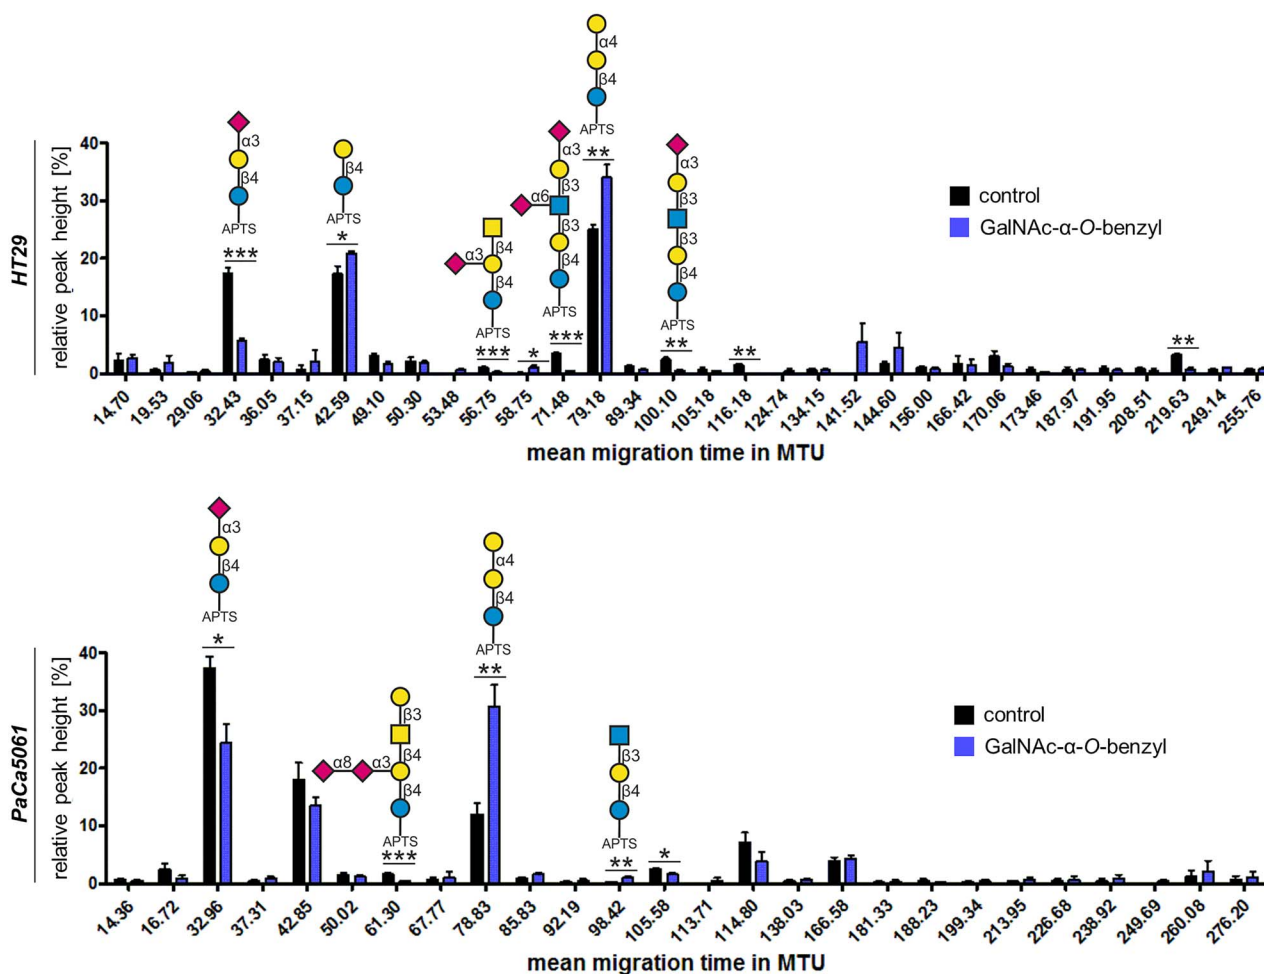 α4
β4
APTS
α3
β4
APTS
***
β4
APTS
*
α3
β4
β4
APTS
***
*
α3
β3
α6
β3
β4
APTS
***
**
α3
β3
β3
β4
APTS
**
**
**
HT29
relative peak height [%]
40
30
20
10
0
control
GalNAc-α-O-benzyl
14.70 19.53 29.06 32.43 36.05 37.15 42.59 49.10 50.30 53.48 56.75 58.75 71.48 79.18 89.34 100.10 105.18 116.18 124.74 134.15 141.52 144.60 156.00 166.42 170.06 173.46 187.97 191.95 208.51 219.63 249.14 255.76
mean migration time in MTU
α3
β4
APTS
*
β3
β4
α8 α3
β4
APTS
***
α4
β4
APTS
**
β3
β4
APTS
**
*
PaCa5061
relative peak height [%]
40
30
20
10
0
control
GalNAc-α-O-benzyl
14.36 16.72 32.96 37.31 42.85 50.02 61.30 67.77 78.83 85.83 92.19 98.42 105.58 113.71 114.80 138.03 166.58 181.33 188.23 199.34 213.95 226.68 238.92 249.69 260.08 276.20
mean migration time in MTU